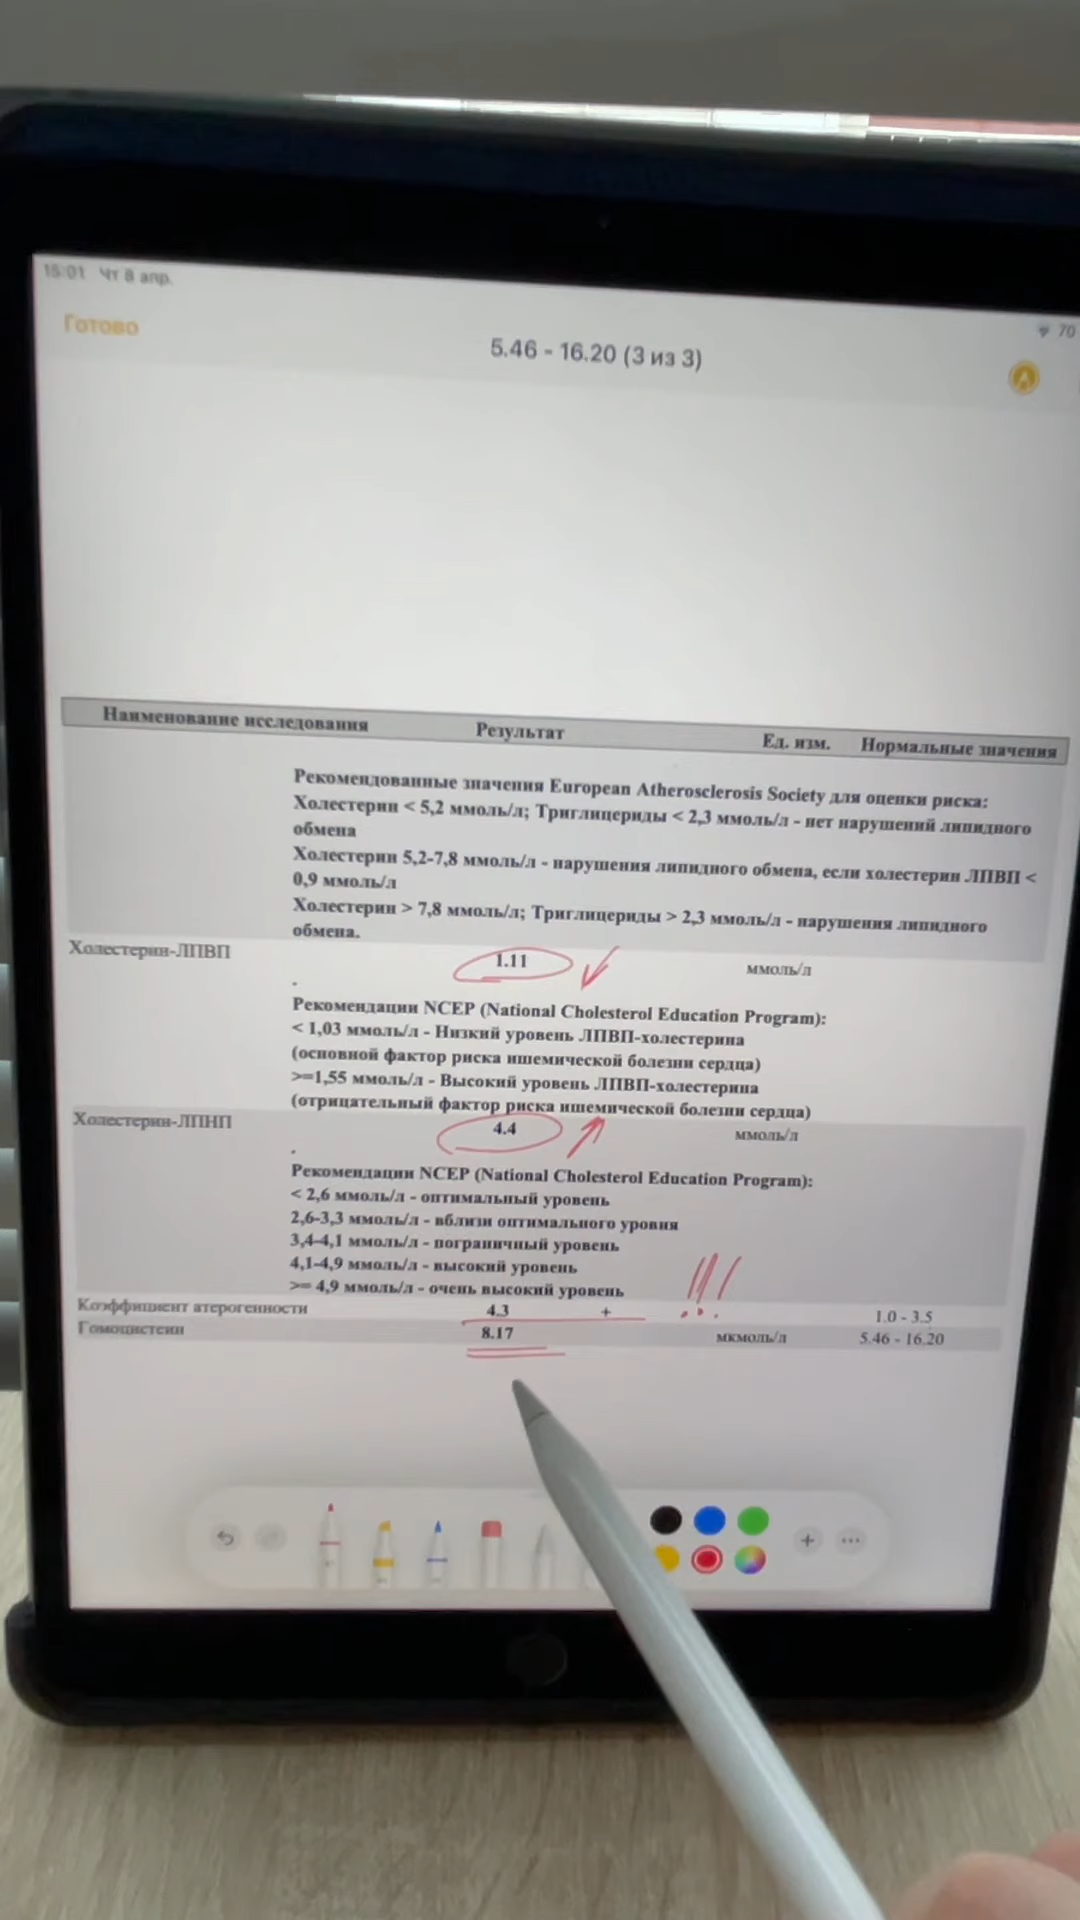 15:01 Чт 8 апр.
70
Готово
5.46 - 16.20 (3 из 3)
Наименование исследования Результат Ед. изм. Нормальные значения
Рекомендованные значения European Atherosclerosis Society для оценки риска:
Холестерин < 5,2 ммоль/л; Триглицериды < 2,3 ммоль/л - нет нарушений липидного
обмена
Холестерин 5,2-7,8 ммоль/л - нарушения липидного обмена, если холестерин ЛПВП <
0,9 ммоль/л
Холестерин > 7,8 ммоль/л; Триглицериды > 2,3 ммоль/л - нарушения липидного
обмена.
Холестерин-ЛПВП 1.11 ммоль/л
.
Рекомендации NCEP (National Cholesterol Education Program):
< 1,03 ммоль/л - Низкий уровень ЛПВП-холестерина
(основной фактор риска ишемической болезни сердца)
>=1,55 ммоль/л - Высокий уровень ЛПВП-холестерина
(отрицательный фактор риска ишемической болезни сердца)
Холестерин-ЛПНП 4.4 ммоль/л
.
Рекомендации NCEP (National Cholesterol Education Program):
< 2,6 ммоль/л - оптимальный уровень
2,6-3,3 ммоль/л - вблизи оптимального уровня
3,4-4,1 ммоль/л - пограничный уровень
4,1-4,9 ммоль/л - высокий уровень
>= 4,9 ммоль/л - очень высокий уровень
!!!
Коэффициент атерогенности 4.3 + 1.0 - 3.5
Гомоцистеин 8.17 мкмоль/л 5.46 - 16.20